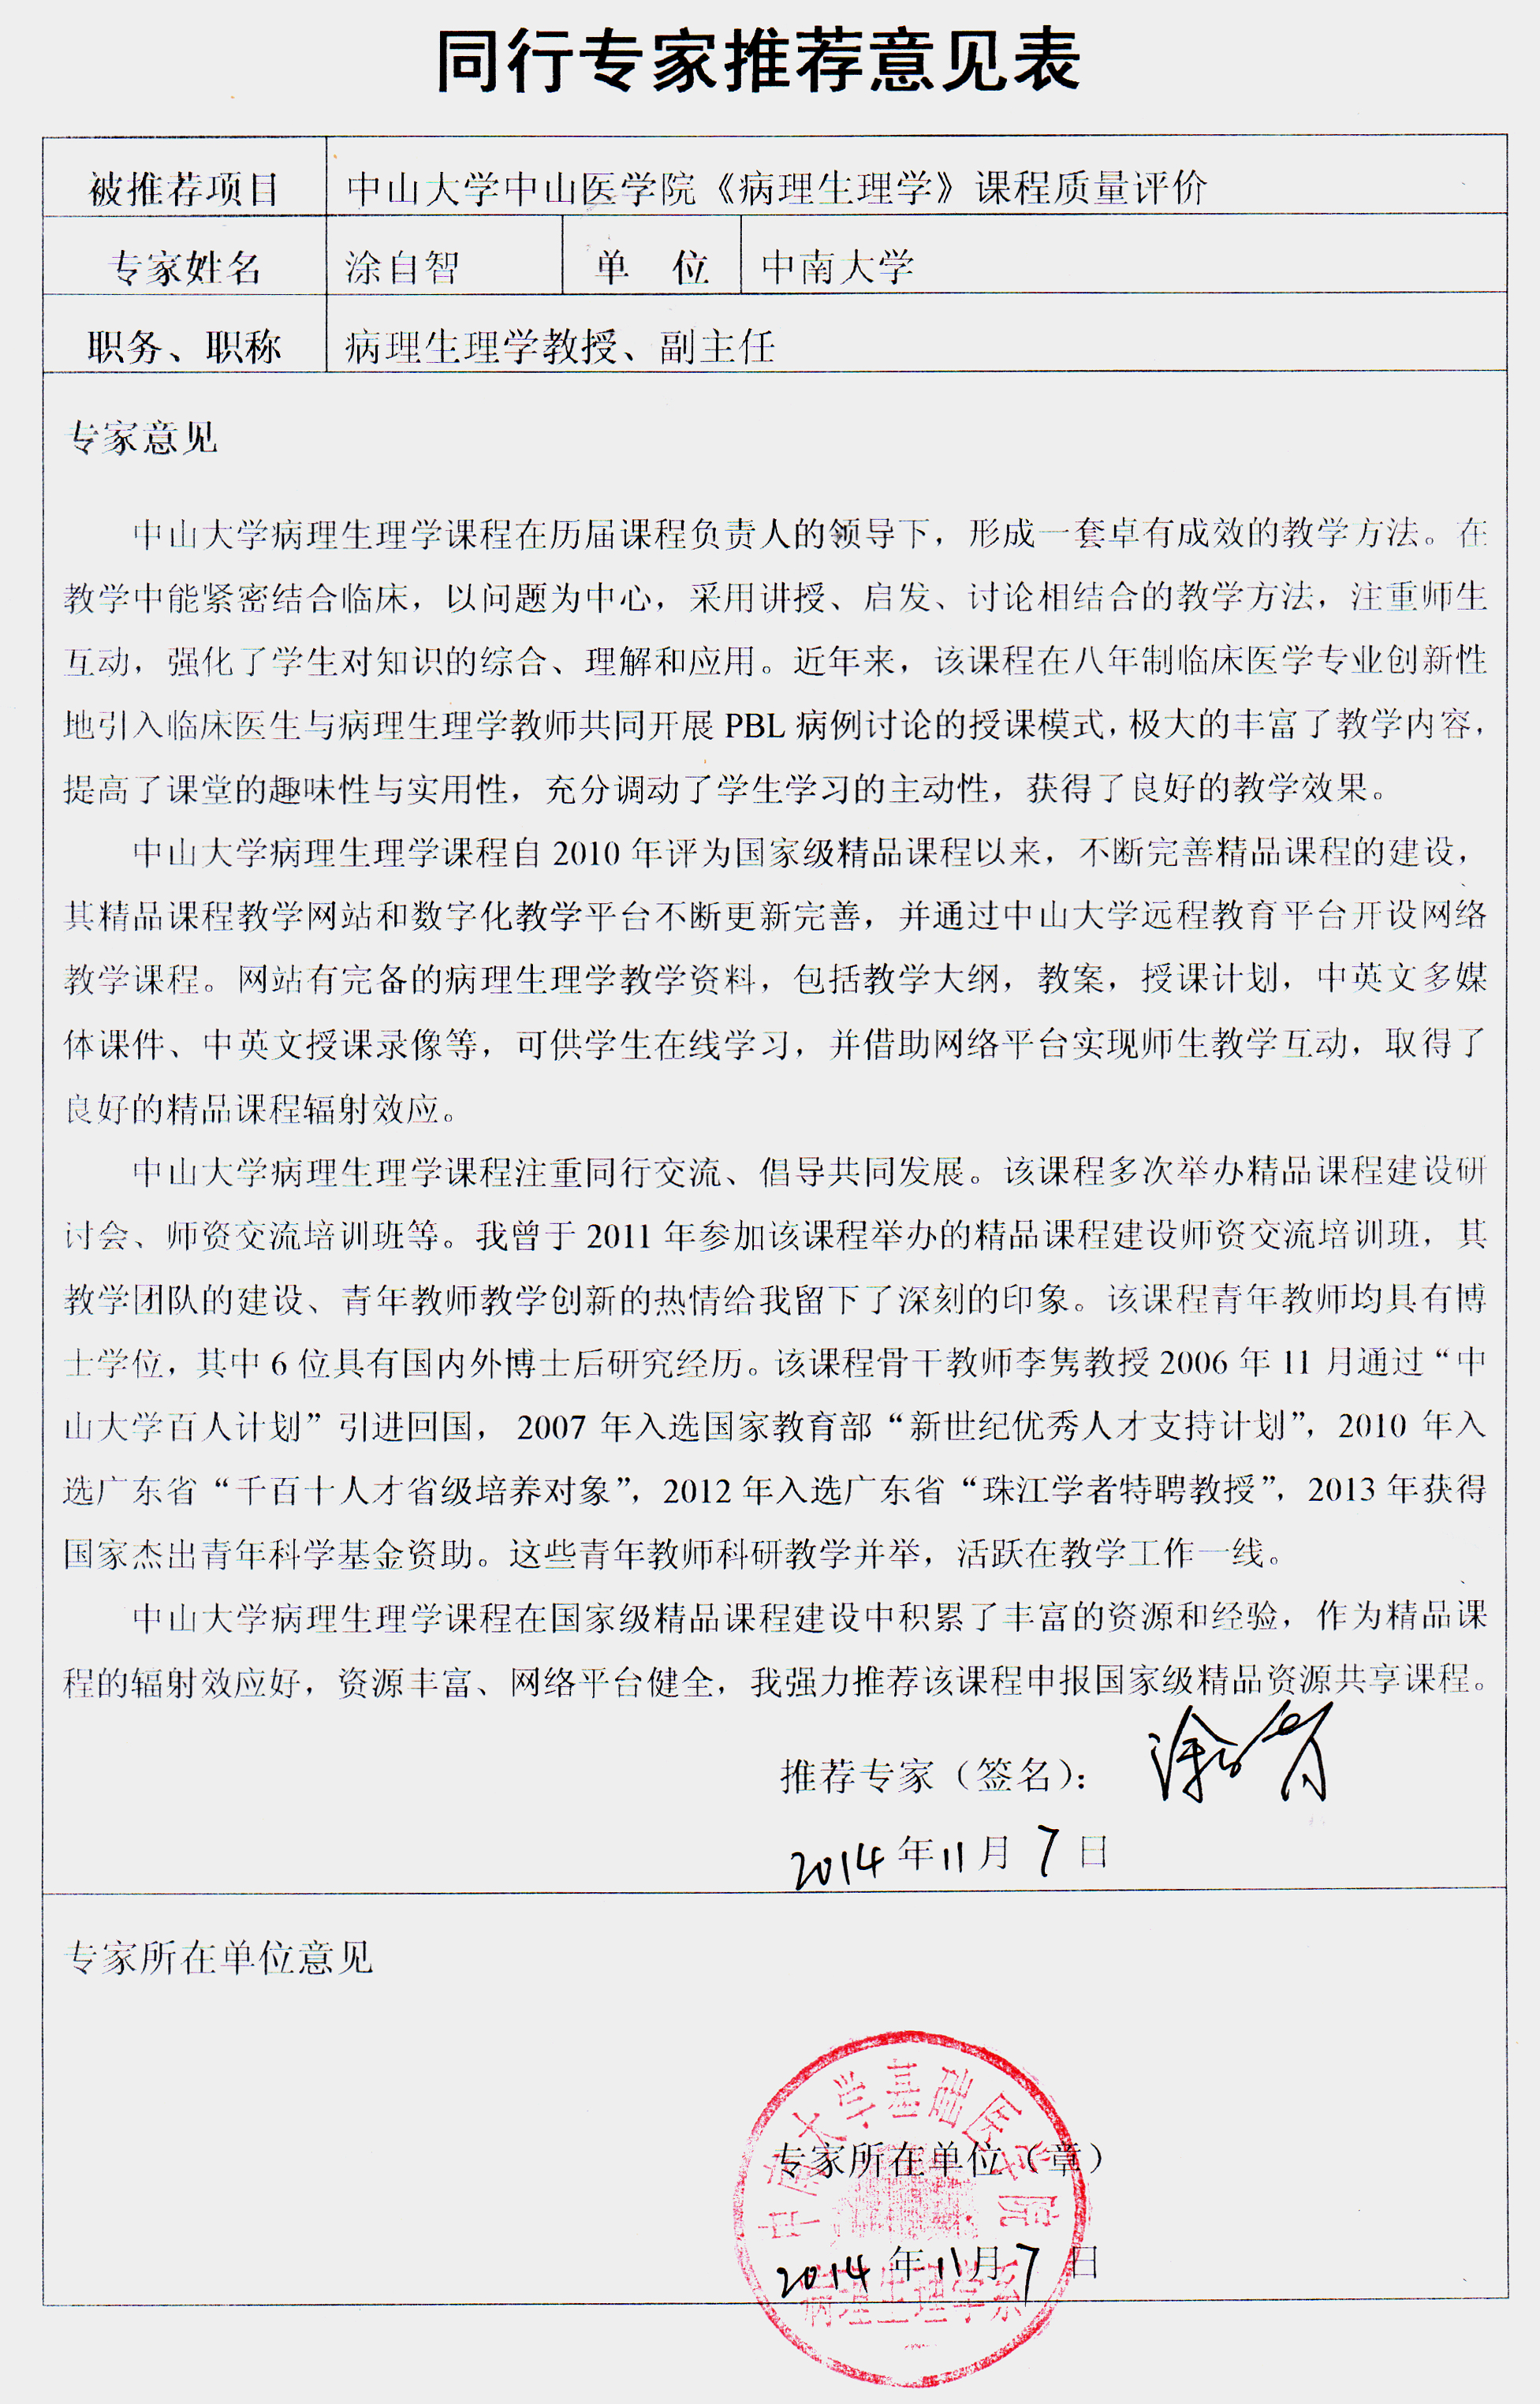 同行专家推荐意见表
被推荐项目 中山大学中山医学院《病理生理学》课程质量评价
专家姓名 涂自智 单 位 中南大学
职务、职称 病理生理学教授、副主任
专家意见
中山大学病理生理学课程在历届课程负责人的领导下，形成一套卓有成效的教学方法。在
教学中能紧密结合临床，以问题为中心，采用讲授、启发、讨论相结合的教学方法，注重师生
互动，强化了学生对知识的综合、理解和应用。近年来，该课程在八年制临床医学专业创新性
地引入临床医生与病理生理学教师共同开展 PBL 病例讨论的授课模式，极大的丰富了教学内容，
提高了课堂的趣味性与实用性，充分调动了学生学习的主动性，获得了良好的教学效果。
中山大学病理生理学课程自 2010 年评为国家级精品课程以来，不断完善精品课程的建设，
其精品课程教学网站和数字化教学平台不断更新完善，并通过中山大学远程教育平台开设网络
教学课程。网站有完备的病理生理学教学资料，包括教学大纲，教案，授课计划，中英文多媒
体课件、中英文授课录像等，可供学生在线学习，并借助网络平台实现师生教学互动，取得了
良好的精品课程辐射效应。
中山大学病理生理学课程注重同行交流、倡导共同发展。该课程多次举办精品课程建设研
讨会、师资交流培训班等。我曾于 2011 年参加该课程举办的精品课程建设师资交流培训班，其
教学团队的建设、青年教师教学创新的热情给我留下了深刻的印象。该课程青年教师均具有博
士学位，其中 6 位具有国内外博士后研究经历。该课程骨干教师李隽教授 2006 年 11 月通过“中
山大学百人计划”引进回国， 2007 年入选国家教育部“新世纪优秀人才支持计划”，2010 年入
选广东省“千百十人才省级培养对象”，2012 年入选广东省“珠江学者特聘教授”，2013 年获得
国家杰出青年科学基金资助。这些青年教师科研教学并举，活跃在教学工作一线。
中山大学病理生理学课程在国家级精品课程建设中积累了丰富的资源和经验，作为精品课
程的辐射效应好，资源丰富、网络平台健全，我强力推荐该课程申报国家级精品资源共享课程。
推荐专家（签名）： 涂自智
2014 年 11 月 7 日
专家所在单位意见
中南大学基础医学院
专家所在单位（章）
2014 年 11 月 7 日
病理生理学系